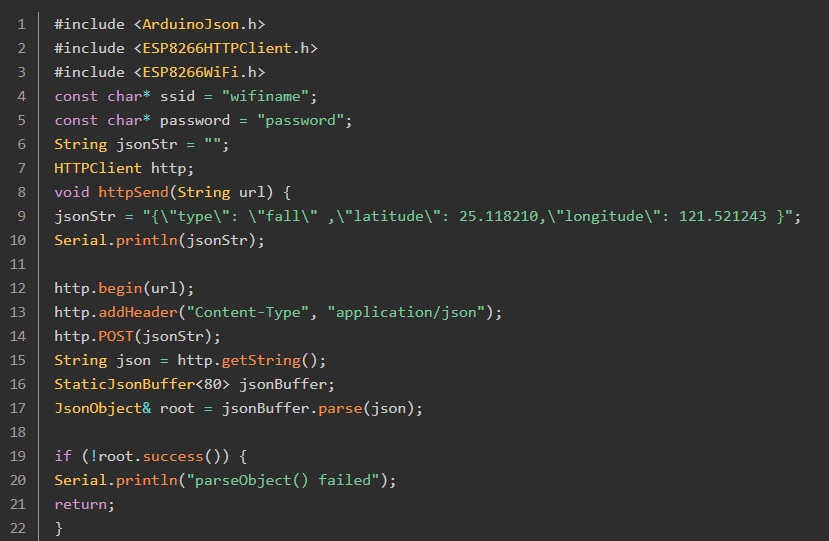 1 #include <ArduinoJson.h>
2 #include <ESP8266HTTPClient.h>
3 #include <ESP8266WiFi.h>
4 const char* ssid = "wifiname";
5 const char* password = "password";
6 String jsonStr = "";
7 HTTPClient http;
8 void httpSend(String url) {
9 jsonStr = "{\"type\": \"fall\" ,\"latitude\": 25.118210,\"longitude\": 121.521243 }";
10 Serial.println(jsonStr);
11
12 http.begin(url);
13 http.addHeader("Content-Type", "application/json");
14 http.POST(jsonStr);
15 String json = http.getString();
16 StaticJsonBuffer<80> jsonBuffer;
17 JsonObject& root = jsonBuffer.parse(json);
18
19 if (!root.success()) {
20 Serial.println("parseObject() failed");
21 return;
22 }